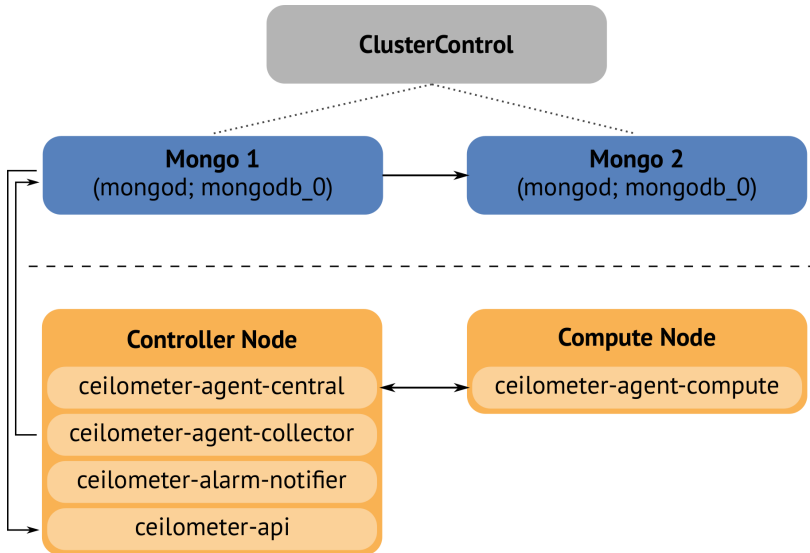 ClusterControl
Mongo 1
(mongod; mongodb_0)
Mongo 2
(mongod; mongodb_0)
Controller Node
ceilometer-agent-central
ceilometer-agent-collector
ceilometer-alarm-notifier
ceilometer-api
Compute Node
ceilometer-agent-compute